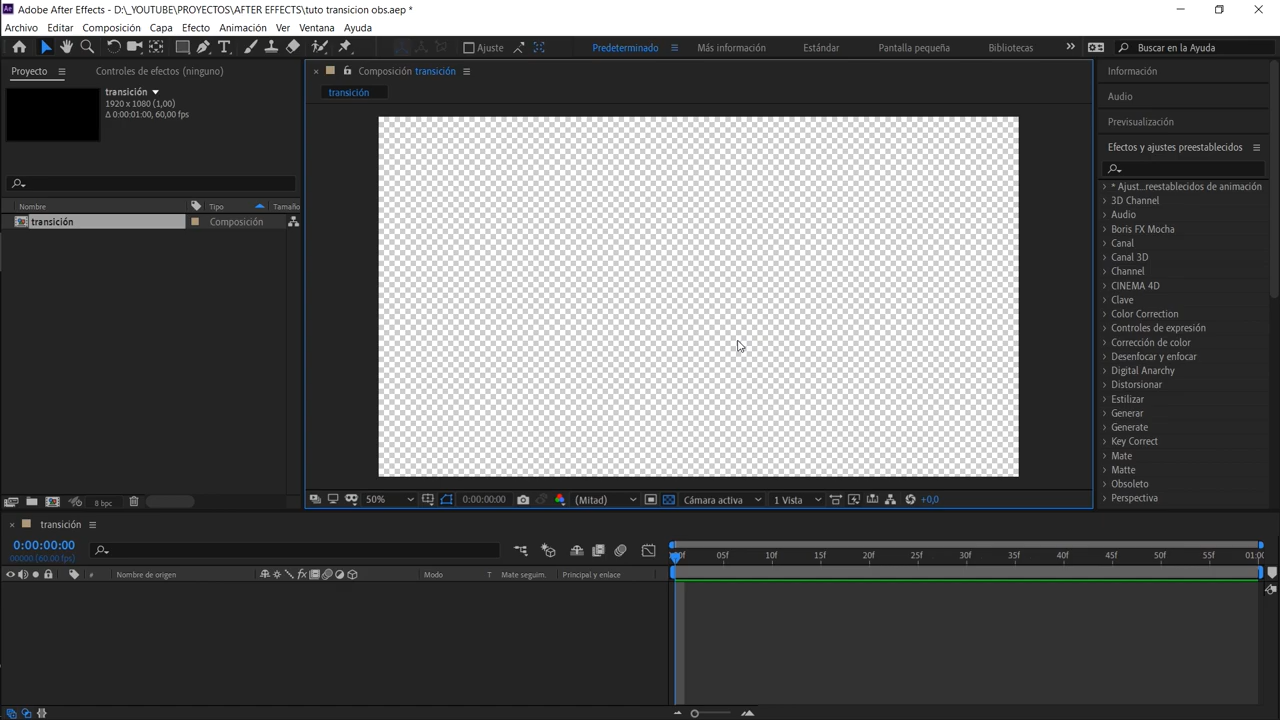 Adobe After Effects - D:\_YOUTUBE\PROYECTOS\AFTER EFFECTS\tuto transicion obs.aep *
Archivo Editar Composición Capa Efecto Animación Ver Ventana Ayuda
Ajuste Predeterminado Más información Estándar Pantalla pequeña Bibliotecas Buscar en la Ayuda
Proyecto Controles de efectos (ninguno)
transición
1920 x 1080 (1,00)
Δ 0:00:01:00, 60,00 fps
Nombre Tipo Tamaño
transición Composición
8 bpc
Composición transición
transición
50% 0:00:00:00 (Mitad) Cámara activa 1 Vista +0,0
Información
Audio
Previsualización
Efectos y ajustes preestablecidos
* Ajust...reestablecidos de animación
3D Channel
Audio
Boris FX Mocha
Canal
Canal 3D
Channel
CINEMA 4D
Clave
Color Correction
Controles de expresión
Corrección de color
Desenfocar y enfocar
Digital Anarchy
Distorsionar
Estilizar
Generar
Generate
Key Correct
Mate
Matte
Obsoleto
Perspectiva
transición
0:00:00:00
00000 (60.00 fps)
# Nombre de origen Modo T Mate seguim. Principal y enlace
05f 10f 15f 20f 25f 30f 35f 40f 45f 50f 55f